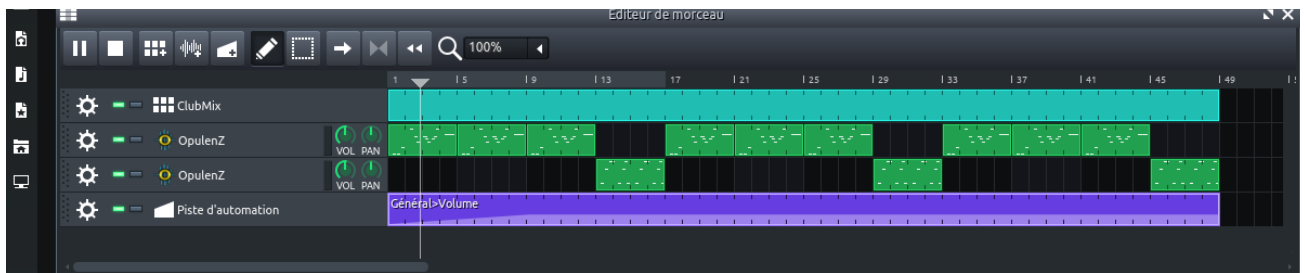 Editeur de morceau
100%
1 5 9 13 17 21 25 29 33 37 41 45 49
ClubMix
OpulenZ VOL PAN
OpulenZ VOL PAN
Piste d'automation Général>Volume